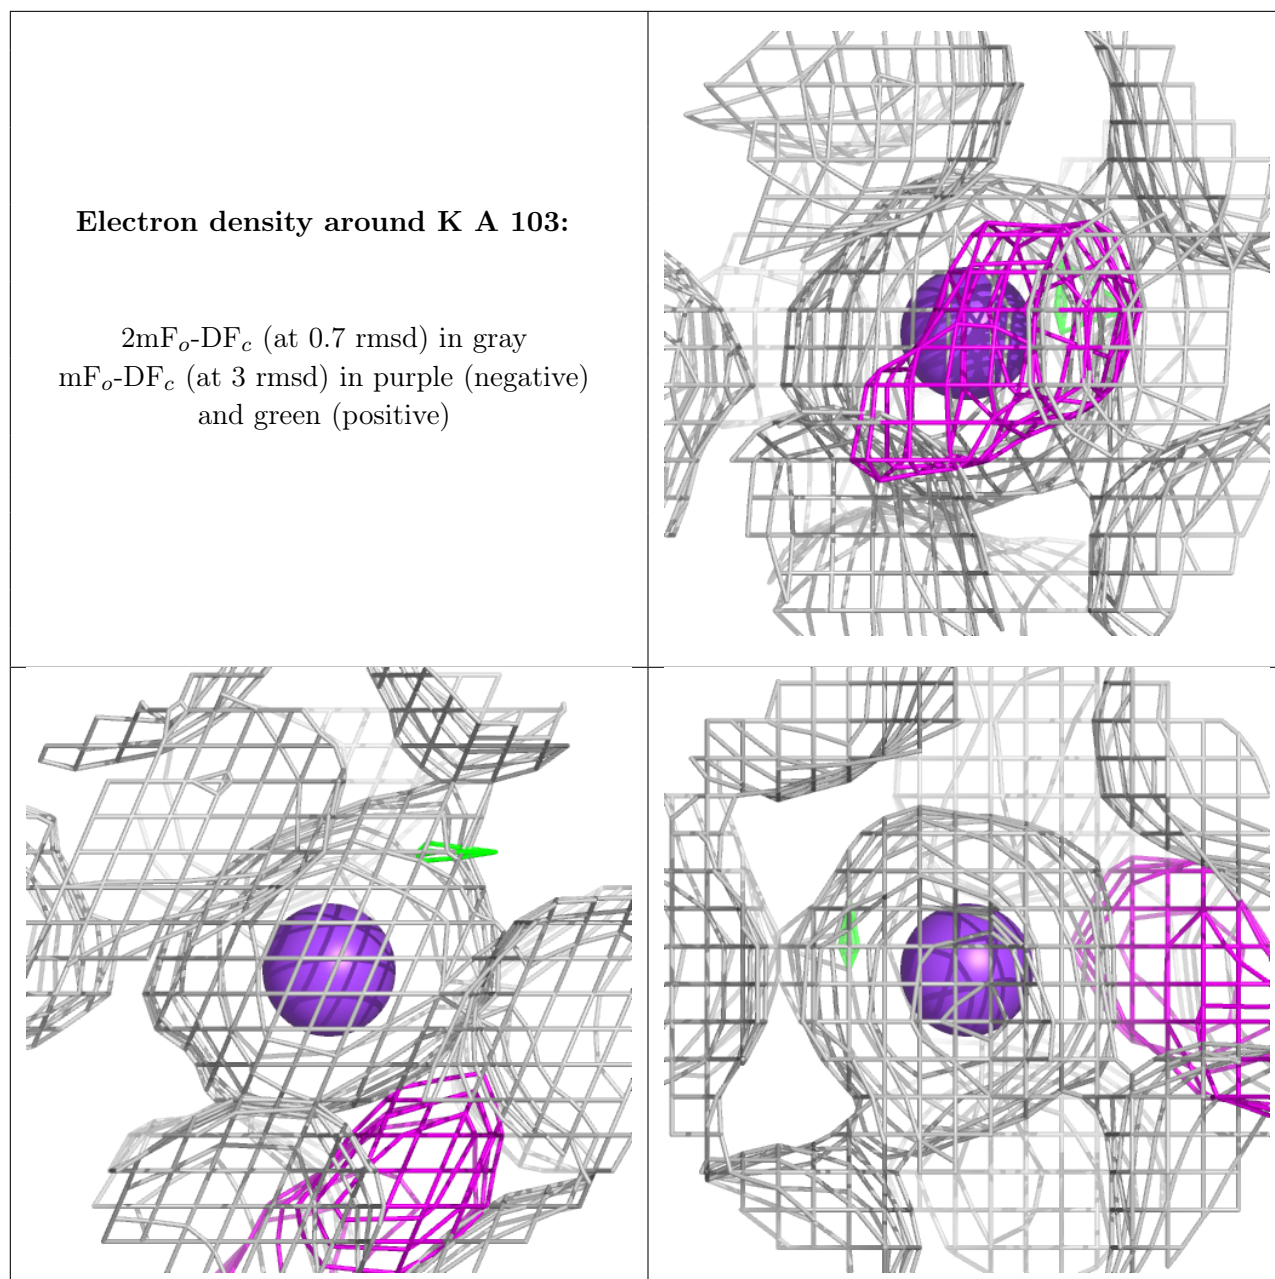 Electron density around K A 103:
2mFo-DFc (at 0.7 rmsd) in gray
mFo-DFc (at 3 rmsd) in purple (negative)
and green (positive)